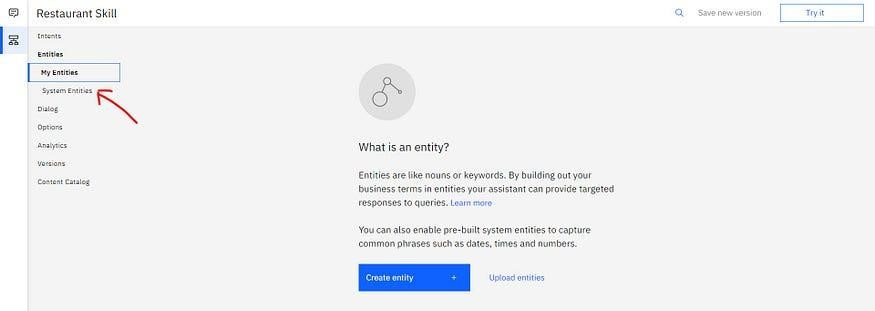 Restaurant Skill
Save new version
Try it
Intents
Entities
My Entities
System Entities
Dialog
Options
Analytics
Versions
Content Catalog
What is an entity?
Entities are like nouns or keywords. By building out your
business terms in entities your assistant can provide targeted
responses to queries. Learn more
You can also enable pre-built system entities to capture
common phrases such as dates, times and numbers.
Create entity +
Upload entities